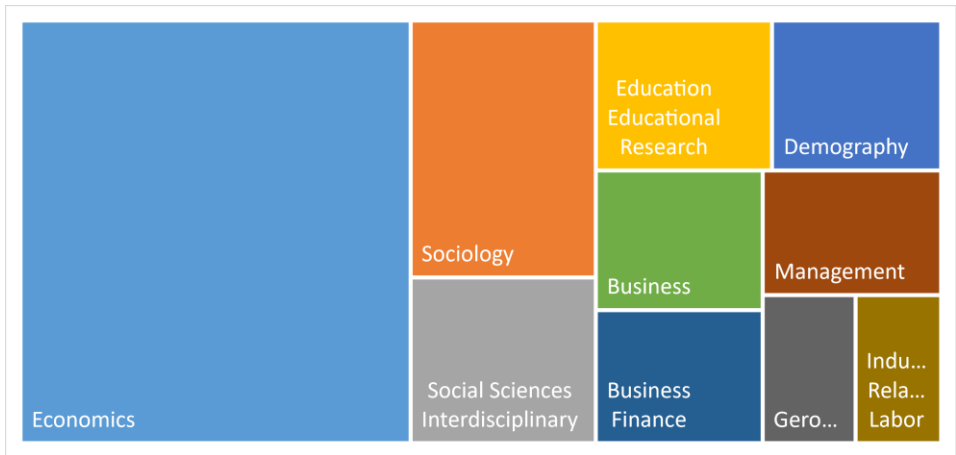 Economics
Sociology
Social Sciences
Interdisciplinary
Education
Educational
Research
Demography
Business
Management
Business
Finance
Gero...
Indu...
Rela...
Labor